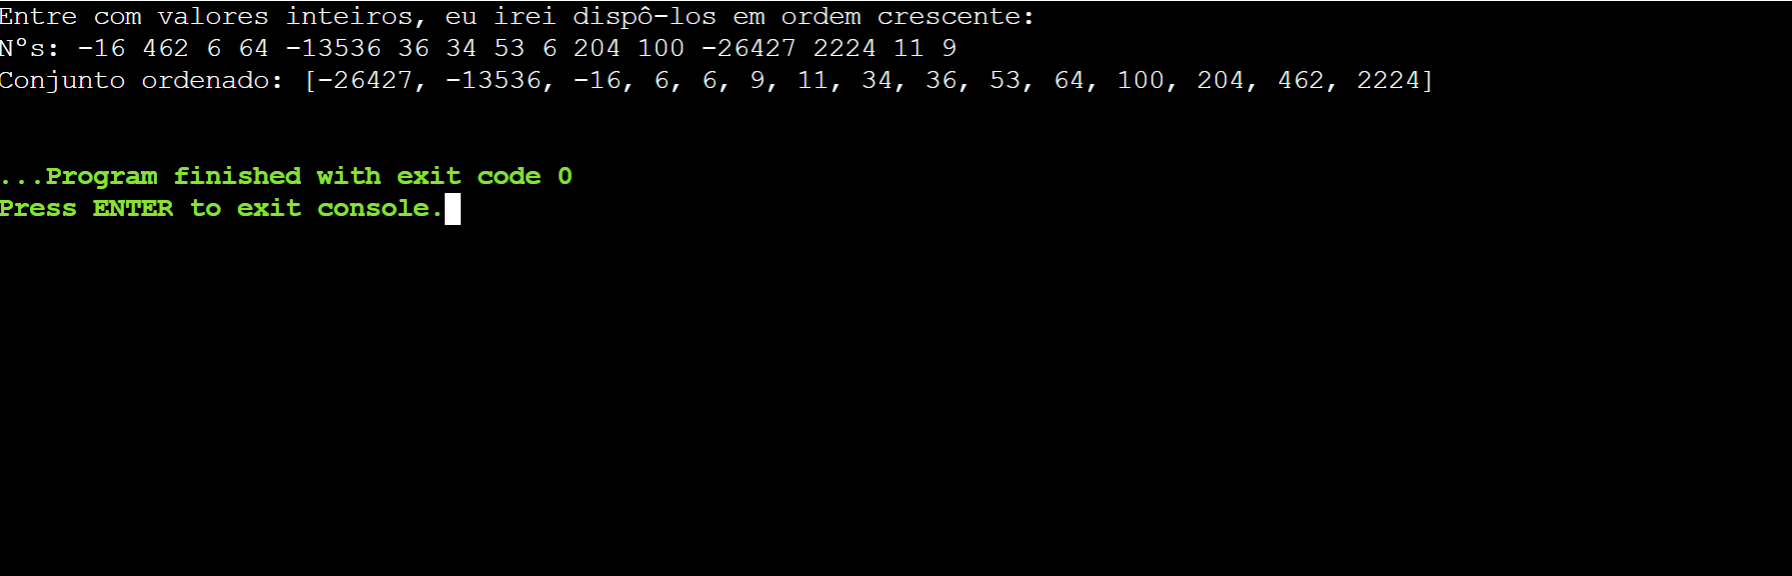 Entre com valores inteiros, eu irei dispô-los em ordem crescente:
N°s: -16 462 6 64 -13536 36 34 53 6 204 100 -26427 2224 11 9
Conjunto ordenado: [-26427, -13536, -16, 6, 6, 9, 11, 34, 36, 53, 64, 100, 204, 462, 2224]
...Program finished with exit code 0
Press ENTER to exit console.